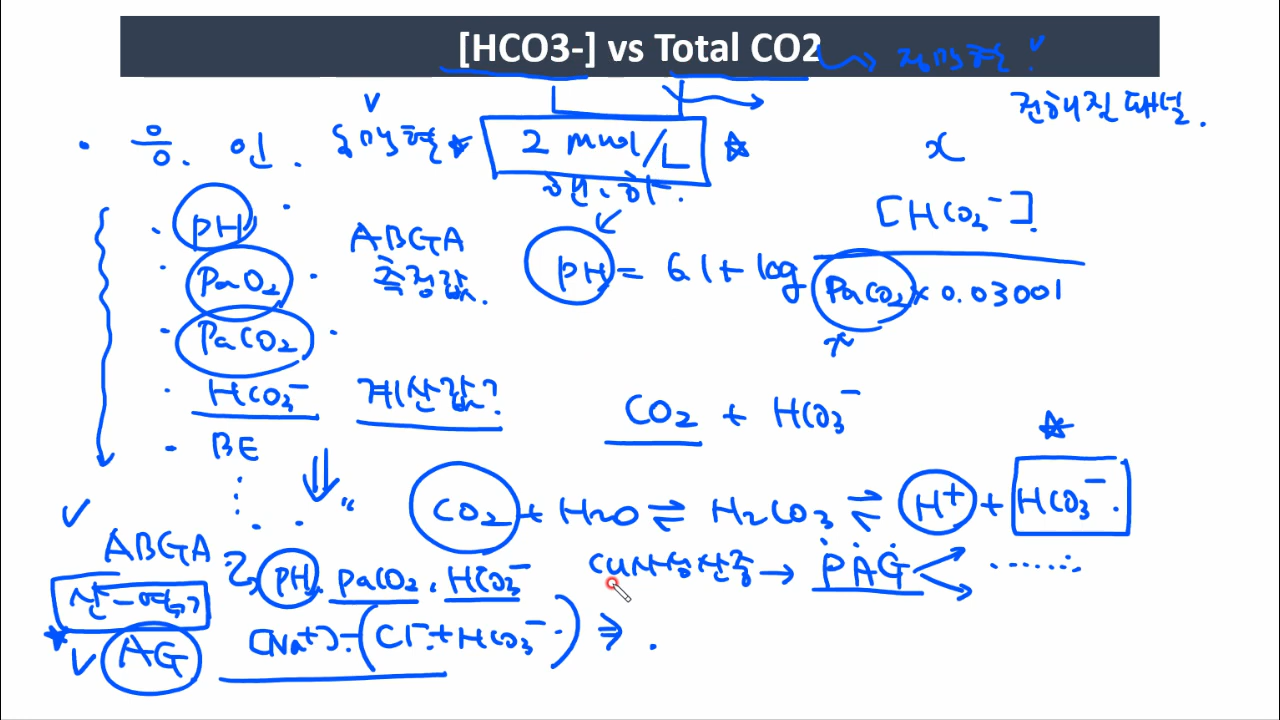 [HCO3-] vs Total CO2 → 정맥혈 ?
전해질 패널.
· 응. 인. 동맥혈 2 mmol/L x
pH [HCO3-].
ABGA pH = 6.1 + log
PaO2 측정값. PaCO2 × 0.03001
PaCO2
HCO3- 계산값? CO2 + HCO3-
BE
CO2 + H2O ⇌ H2CO3 ⇌ H+ + HCO3-.
ABGA pH. PaCO2. HCO3- 대사성산증 → PAG ......
산-염기
AG (Na+) - (Cl- + HCO3-) ⇒ .